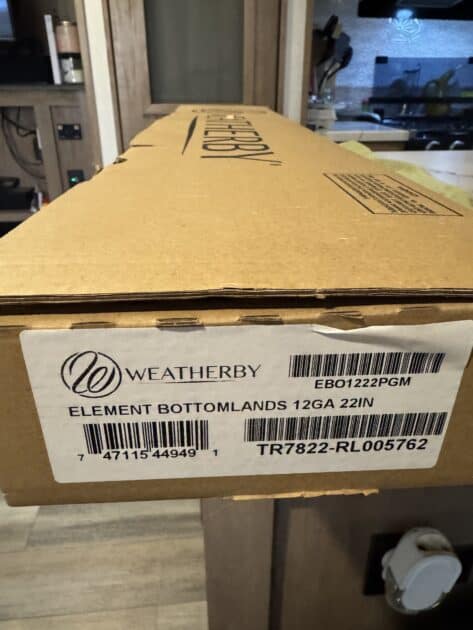 WEATHERBY
WEATHERBY
EBO1222PGM
ELEMENT BOTTOMLANDS 12GA 22IN
7 47115 44949 1
TR7822-RL005762